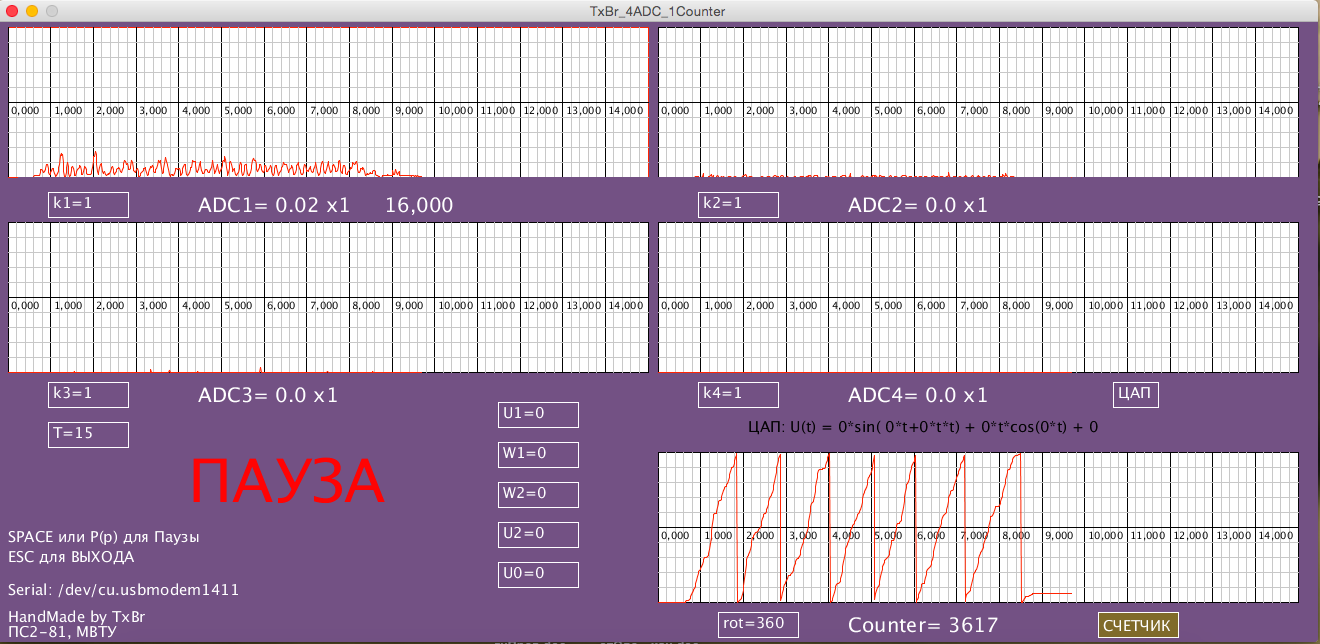 TxBr_4ADC_1Counter
0,000 1,000 2,000 3,000 4,000 5,000 6,000 7,000 8,000 9,000 10,000 11,000 12,000 13,000 14,000
0,000 1,000 2,000 3,000 4,000 5,000 6,000 7,000 8,000 9,000 10,000 11,000 12,000 13,000 14,000
k1=1
ADC1= 0.02 x1
16,000
k2=1
ADC2= 0.0 x1
0,000 1,000 2,000 3,000 4,000 5,000 6,000 7,000 8,000 9,000 10,000 11,000 12,000 13,000 14,000
0,000 1,000 2,000 3,000 4,000 5,000 6,000 7,000 8,000 9,000 10,000 11,000 12,000 13,000 14,000
k3=1
ADC3= 0.0 x1
k4=1
ADC4= 0.0 x1
ЦАП
T=15
U1=0
W1=0
W2=0
U2=0
U0=0
ЦАП: U(t) = 0*sin( 0*t+0*t*t) + 0*t*cos(0*t) + 0
ПАУЗА
0,000 1,000 2,000 3,000 4,000 5,000 6,000 7,000 8,000 9,000 10,000 11,000 12,000 13,000 14,000
SPACE или P(p) для Паузы
ESC для ВЫХОДА
Serial: /dev/cu.usbmodem1411
HandMade by TxBr
ПС2-81, МВТУ
rot=360
Counter= 3617
СЧЕТЧИК